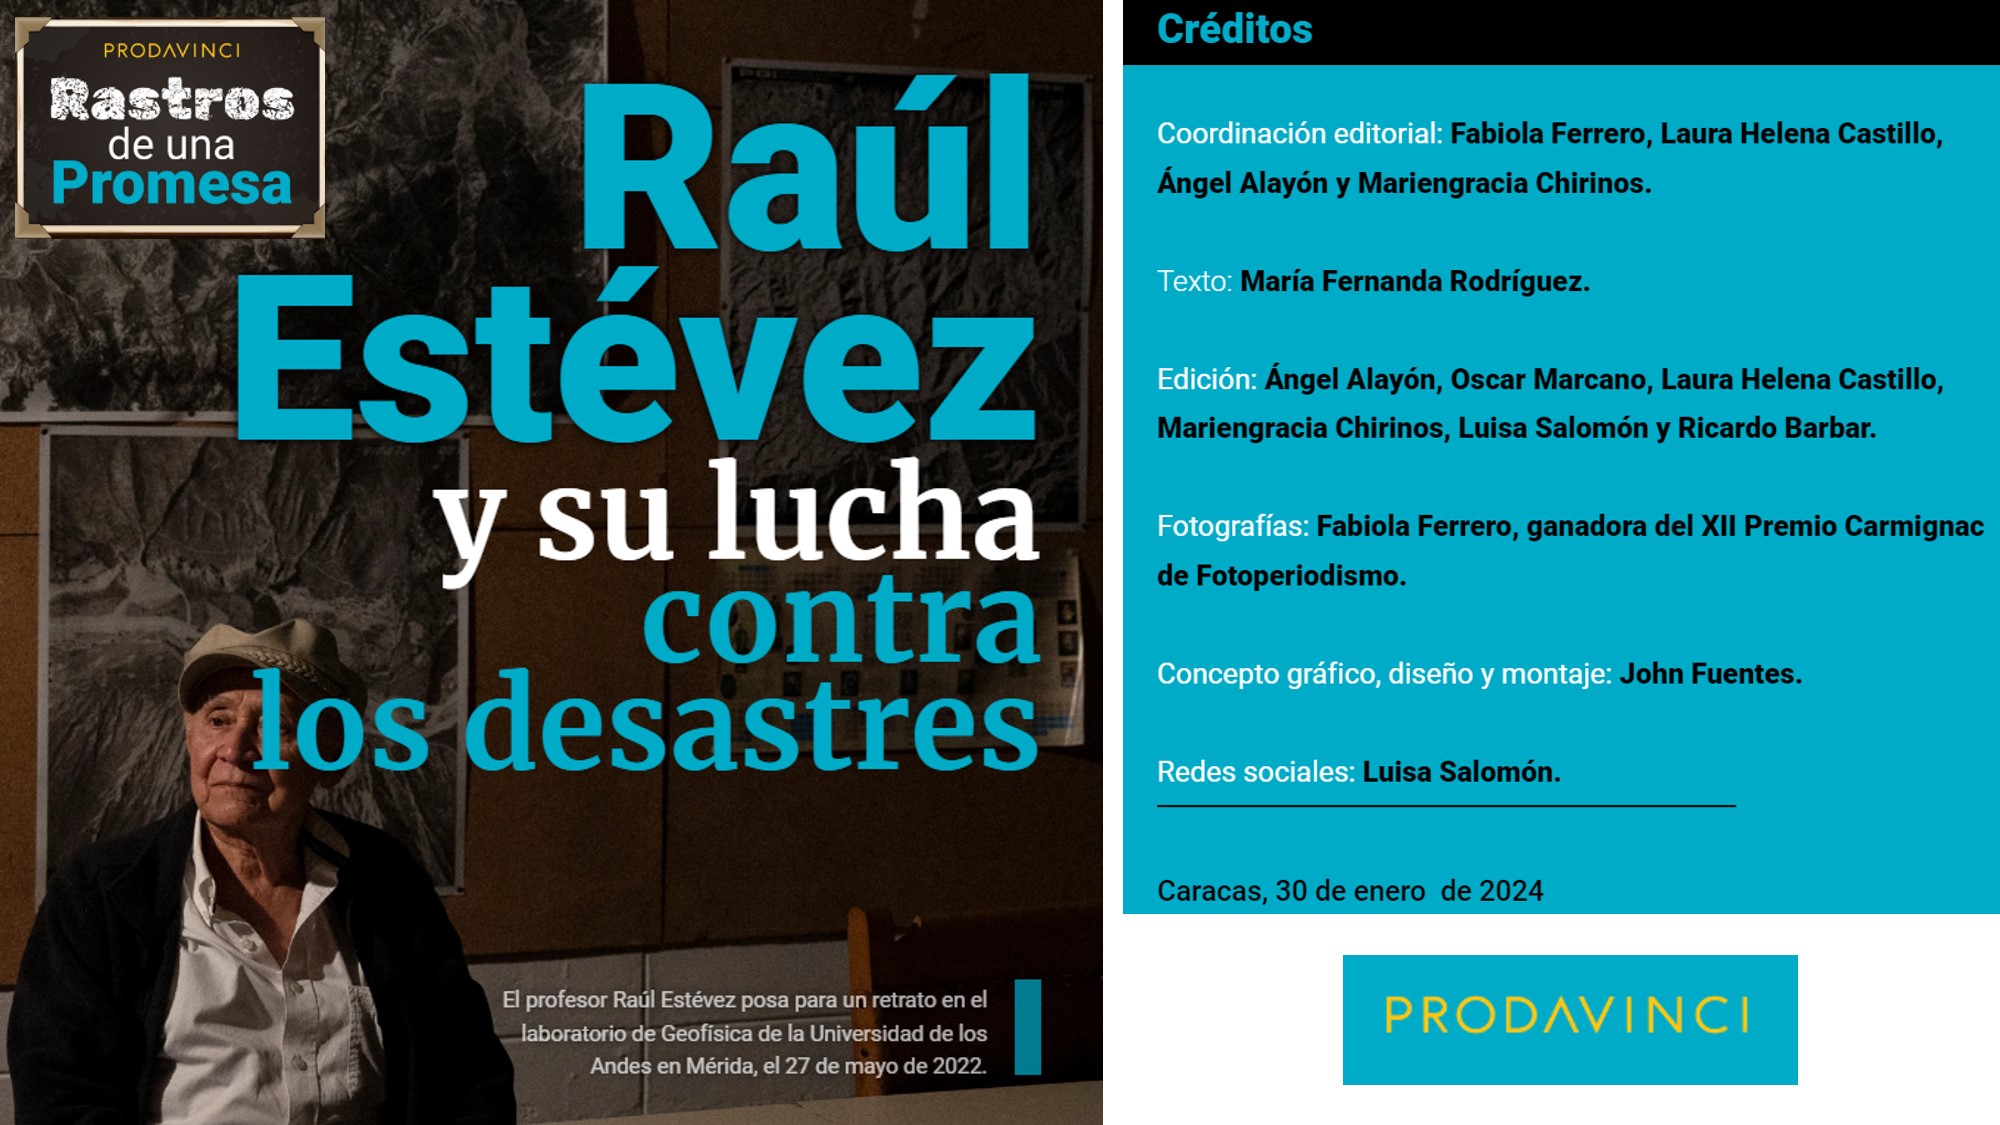 PRODAVINCI
Rastros
de una
Promesa
Raúl
Estévez
y su lucha
contra
los desastres
El profesor Raúl Estévez posa para un retrato en el
laboratorio de Geofísica de la Universidad de los
Andes en Mérida, el 27 de mayo de 2022.
Créditos
Coordinación editorial: Fabiola Ferrero, Laura Helena Castillo,
Ángel Alayón y Mariengracia Chirinos.
Texto: María Fernanda Rodríguez.
Edición: Ángel Alayón, Oscar Marcano, Laura Helena Castillo,
Mariengracia Chirinos, Luisa Salomón y Ricardo Barbar.
Fotografías: Fabiola Ferrero, ganadora del XII Premio Carmignac
de Fotoperiodismo.
Concepto gráfico, diseño y montaje: John Fuentes.
Redes sociales: Luisa Salomón.
Caracas, 30 de enero  de 2024
PRODAVINCI